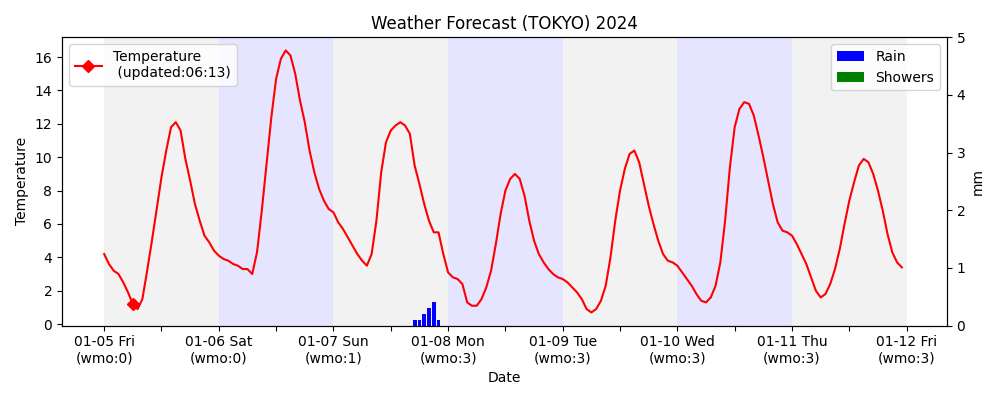 Weather Forecast (TOKYO) 2024
Temperature
(updated:06:13)
Rain
Showers
Temperature
16
14
12
10
8
6
4
2
0
5
4
3
2
1
0
mm
01-05 Fri
(wmo:0)
01-06 Sat
(wmo:0)
01-07 Sun
(wmo:1)
01-08 Mon
(wmo:3)
01-09 Tue
(wmo:3)
01-10 Wed
(wmo:3)
01-11 Thu
(wmo:3)
01-12 Fri
(wmo:3)
Date